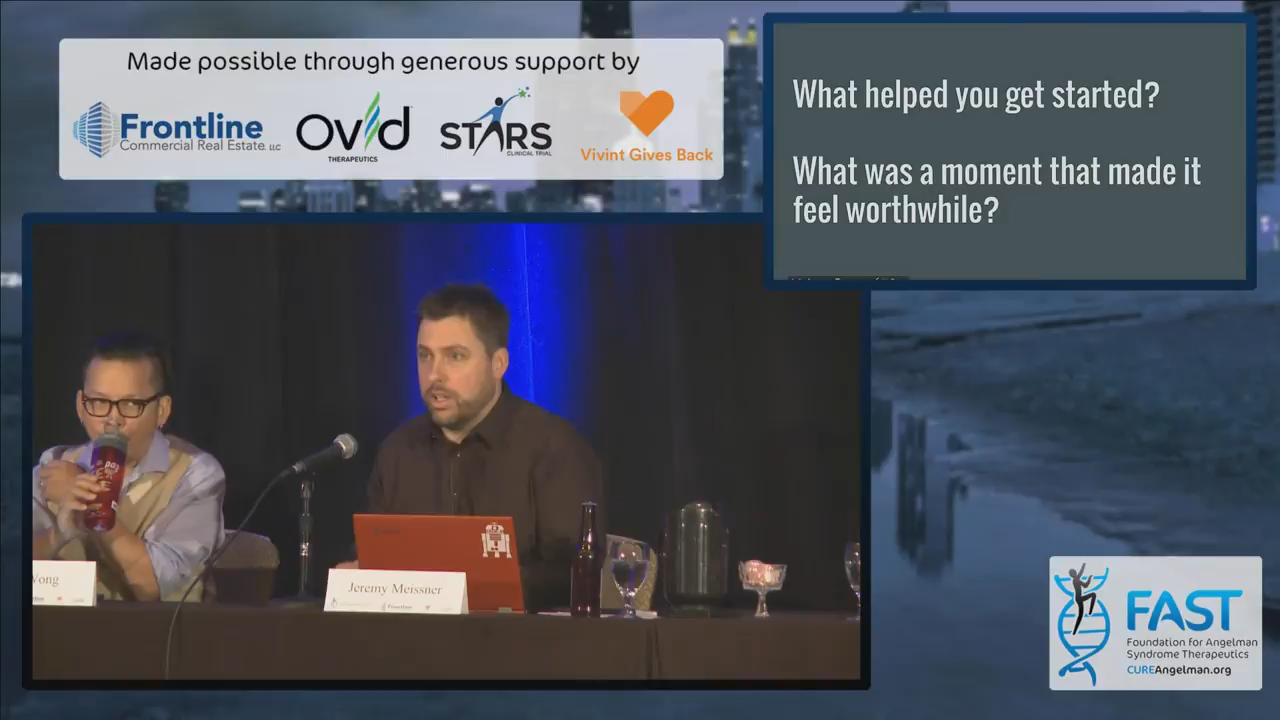 Made possible through generous support by
Frontline
Commercial Real Estate, LLC
OVID
THERAPEUTICS
STARS
CLINICAL TRIAL
Vivint Gives Back
What helped you get started?
What was a moment that made it
feel worthwhile?
Jeremy Meissner
Frontline
FAST
Foundation for Angelman
Syndrome Therapeutics
CUREAngelman.org